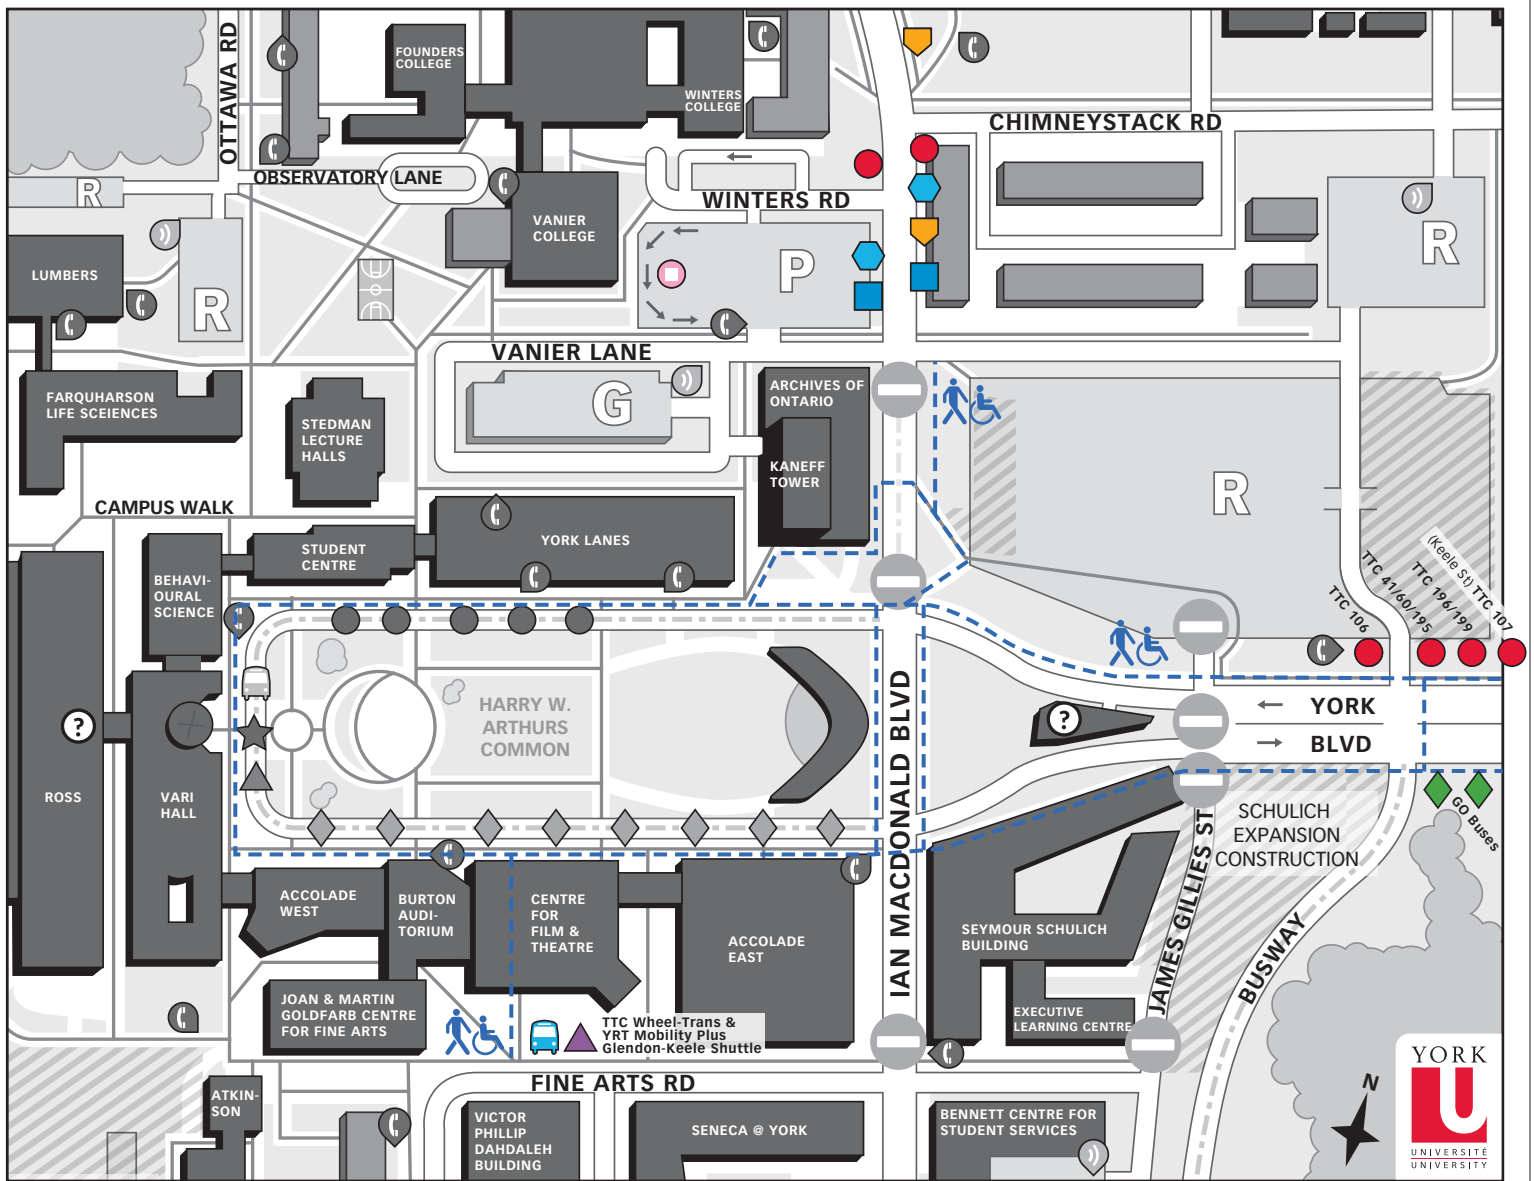 OTTAWA RD
FOUNDERS
COLLEGE
WINTERS
COLLEGE
CHIMNEYSTACK RD
OBSERVATORY LANE
R
WINTERS RD
VANIER
COLLEGE
LUMBERS
R
P
R
VANIER LANE
FARQUHARSON
LIFE SCEIENCES
STEDMAN
LECTURE
HALLS
G
ARCHIVES OF
ONTARIO
KANEFF
TOWER
R
CAMPUS WALK
STUDENT
CENTRE
YORK LANES
BEHAVI-
OURAL
SCIENCE
TTC 106
TTC 41/60/195
TTC 196/199
(Keele St) TTC 107
HARRY W.
ARTHURS
COMMON
IAN MACDONALD BLVD
?
?
YORK
BLVD
ROSS
VARI
HALL
SCHULICH
EXPANSION
CONSTRUCTION
GO Buses
JAMES GILLIES ST
BUSWAY
ACCOLADE
WEST
BURTON
AUDI-
TORIUM
CENTRE
FOR
FILM &
THEATRE
ACCOLADE
EAST
SEYMOUR SCHULICH
BUILDING
JOAN & MARTIN
GOLDFARB CENTRE
FOR FINE ARTS
TTC Wheel-Trans &
YRT Mobility Plus
Glendon-Keele Shuttle
EXECUTIVE
LEARNING CENTRE
FINE ARTS RD
ATKIN-
SON
VICTOR
PHILLIP
DAHDALEH
BUILDING
SENECA @ YORK
BENNETT CENTRE FOR
STUDENT SERVICES
N
YORK
U
UNIVERSITÉ
UNIVERSITY